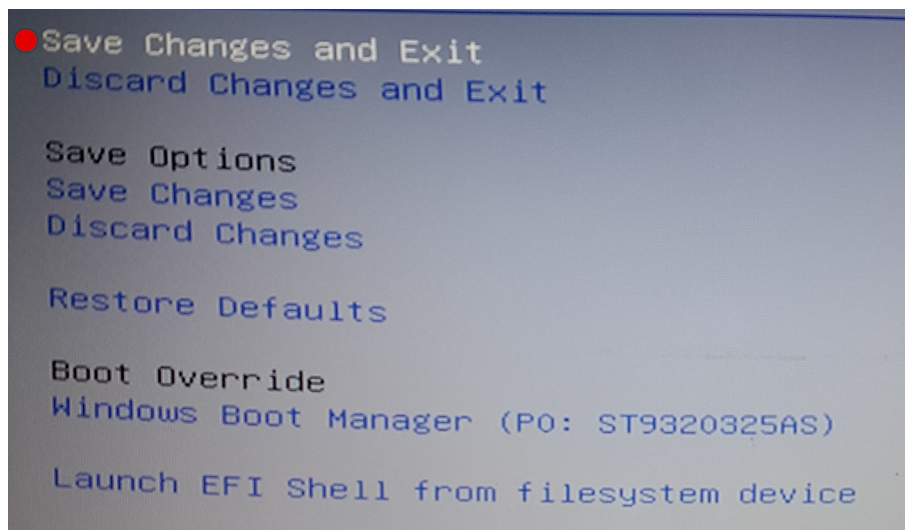 Save Changes and Exit
Discard Changes and Exit
Save Options
Save Changes
Discard Changes
Restore Defaults
Boot Override
Windows Boot Manager (P0: ST9320325AS)
Launch EFI Shell from filesystem device